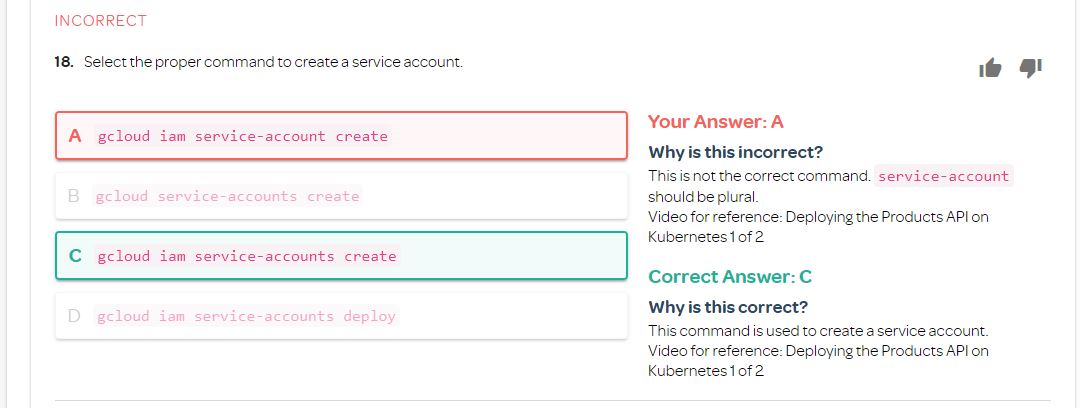 INCORRECT
18. Select the proper command to create a service account.
A gcloud iam service-account create
B gcloud service-accounts create
C gcloud iam service-accounts create
D gcloud iam service-accounts deploy
Your Answer: A
Why is this incorrect?
This is not the correct command. service-account
should be plural.
Video for reference: Deploying the Products API on
Kubernetes 1 of 2
Correct Answer: C
Why is this correct?
This command is used to create a service account.
Video for reference: Deploying the Products API on
Kubernetes 1 of 2